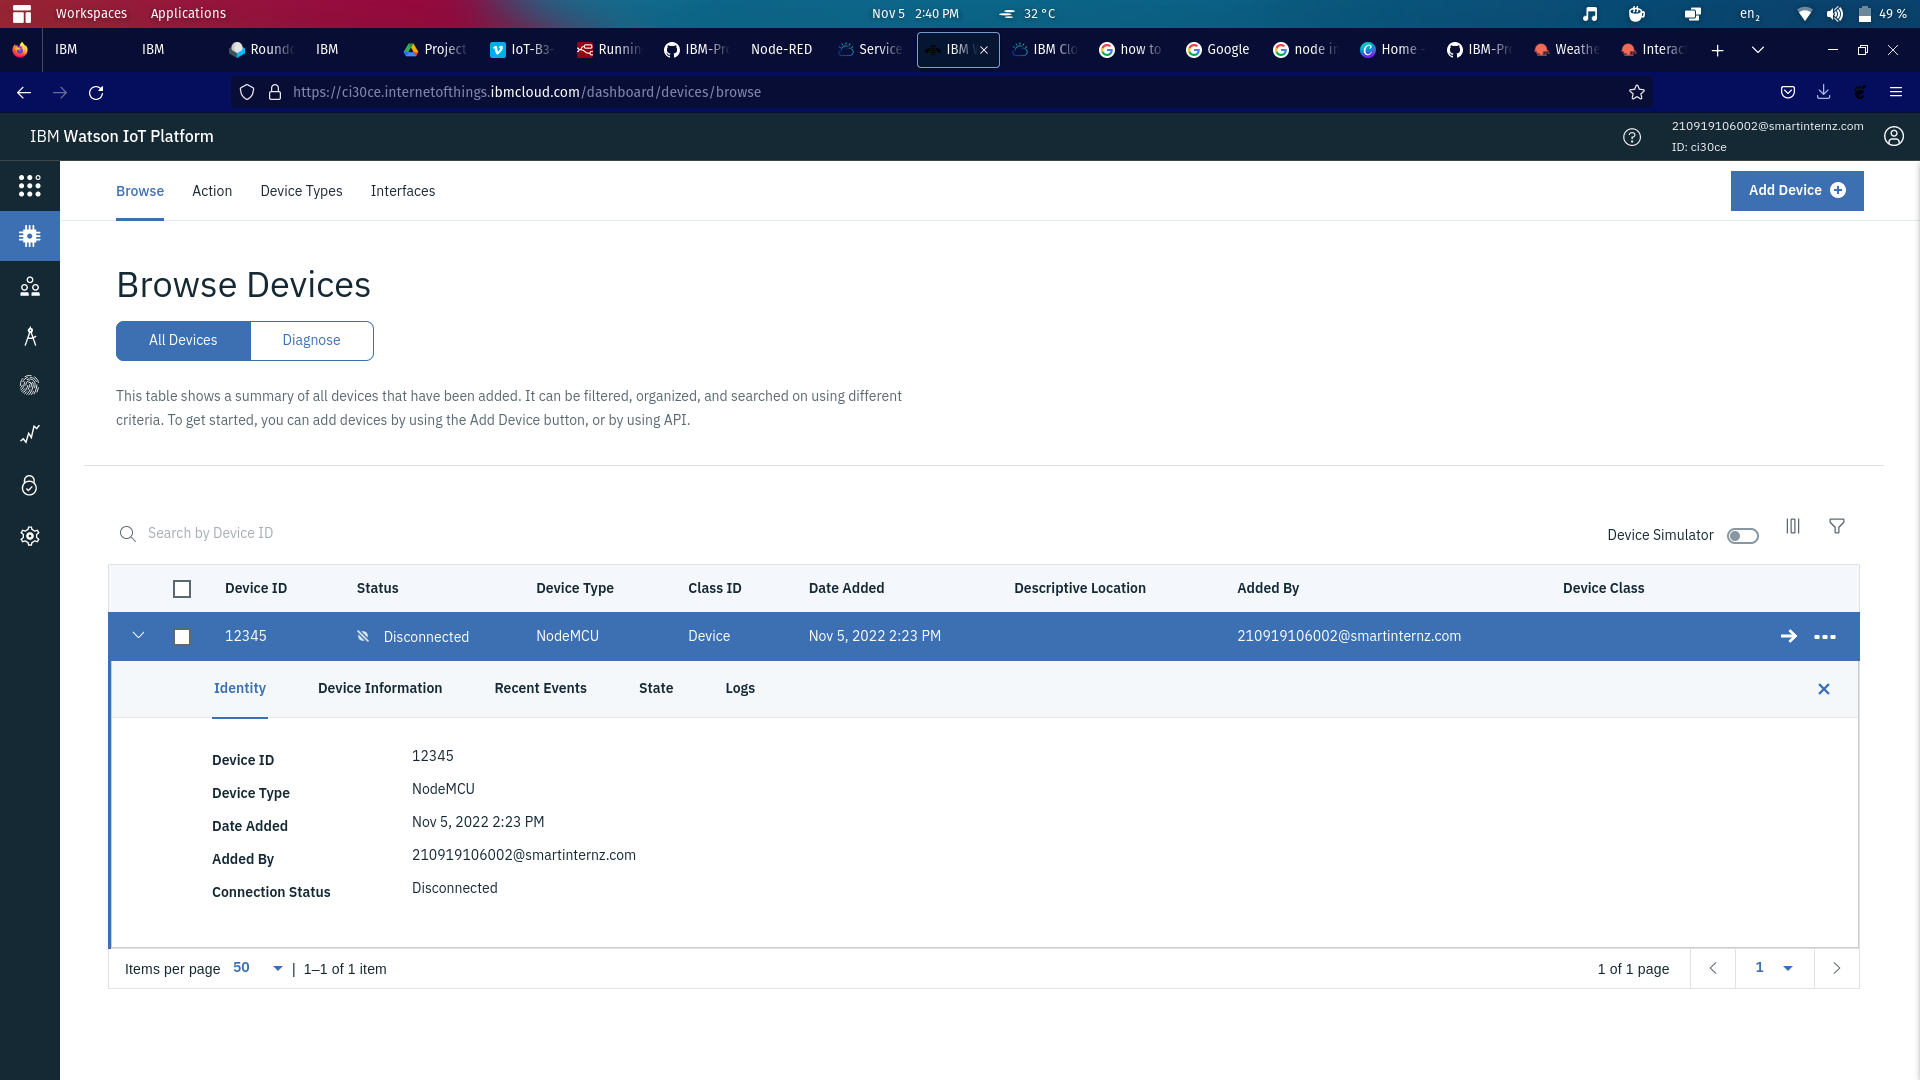 Workspaces Applications Nov 5 2:40 PM 32 °C en₂ 49 %
IBM IBM Round IBM Project IoT-B3- Runnin IBM-Pr Node-RED Service IBM IBM Clo how to Google node in Home - IBM-Pr Weathe Interac
https://ci30ce.internetofthings.ibmcloud.com/dashboard/devices/browse
IBM Watson IoT Platform
210919106002@smartinternz.com
ID: ci30ce
Browse Action Device Types Interfaces Add Device
Browse Devices
All Devices Diagnose
This table shows a summary of all devices that have been added. It can be filtered, organized, and searched on using different
criteria. To get started, you can add devices by using the Add Device button, or by using API.
Search by Device ID Device Simulator
Device ID Status Device Type Class ID Date Added Descriptive Location Added By Device Class
12345 Disconnected NodeMCU Device Nov 5, 2022 2:23 PM 210919106002@smartinternz.com
Identity Device Information Recent Events State Logs
Device ID 12345
Device Type NodeMCU
Date Added Nov 5, 2022 2:23 PM
Added By 210919106002@smartinternz.com
Connection Status Disconnected
Items per page 50 | 1–1 of 1 item 1 of 1 page 1